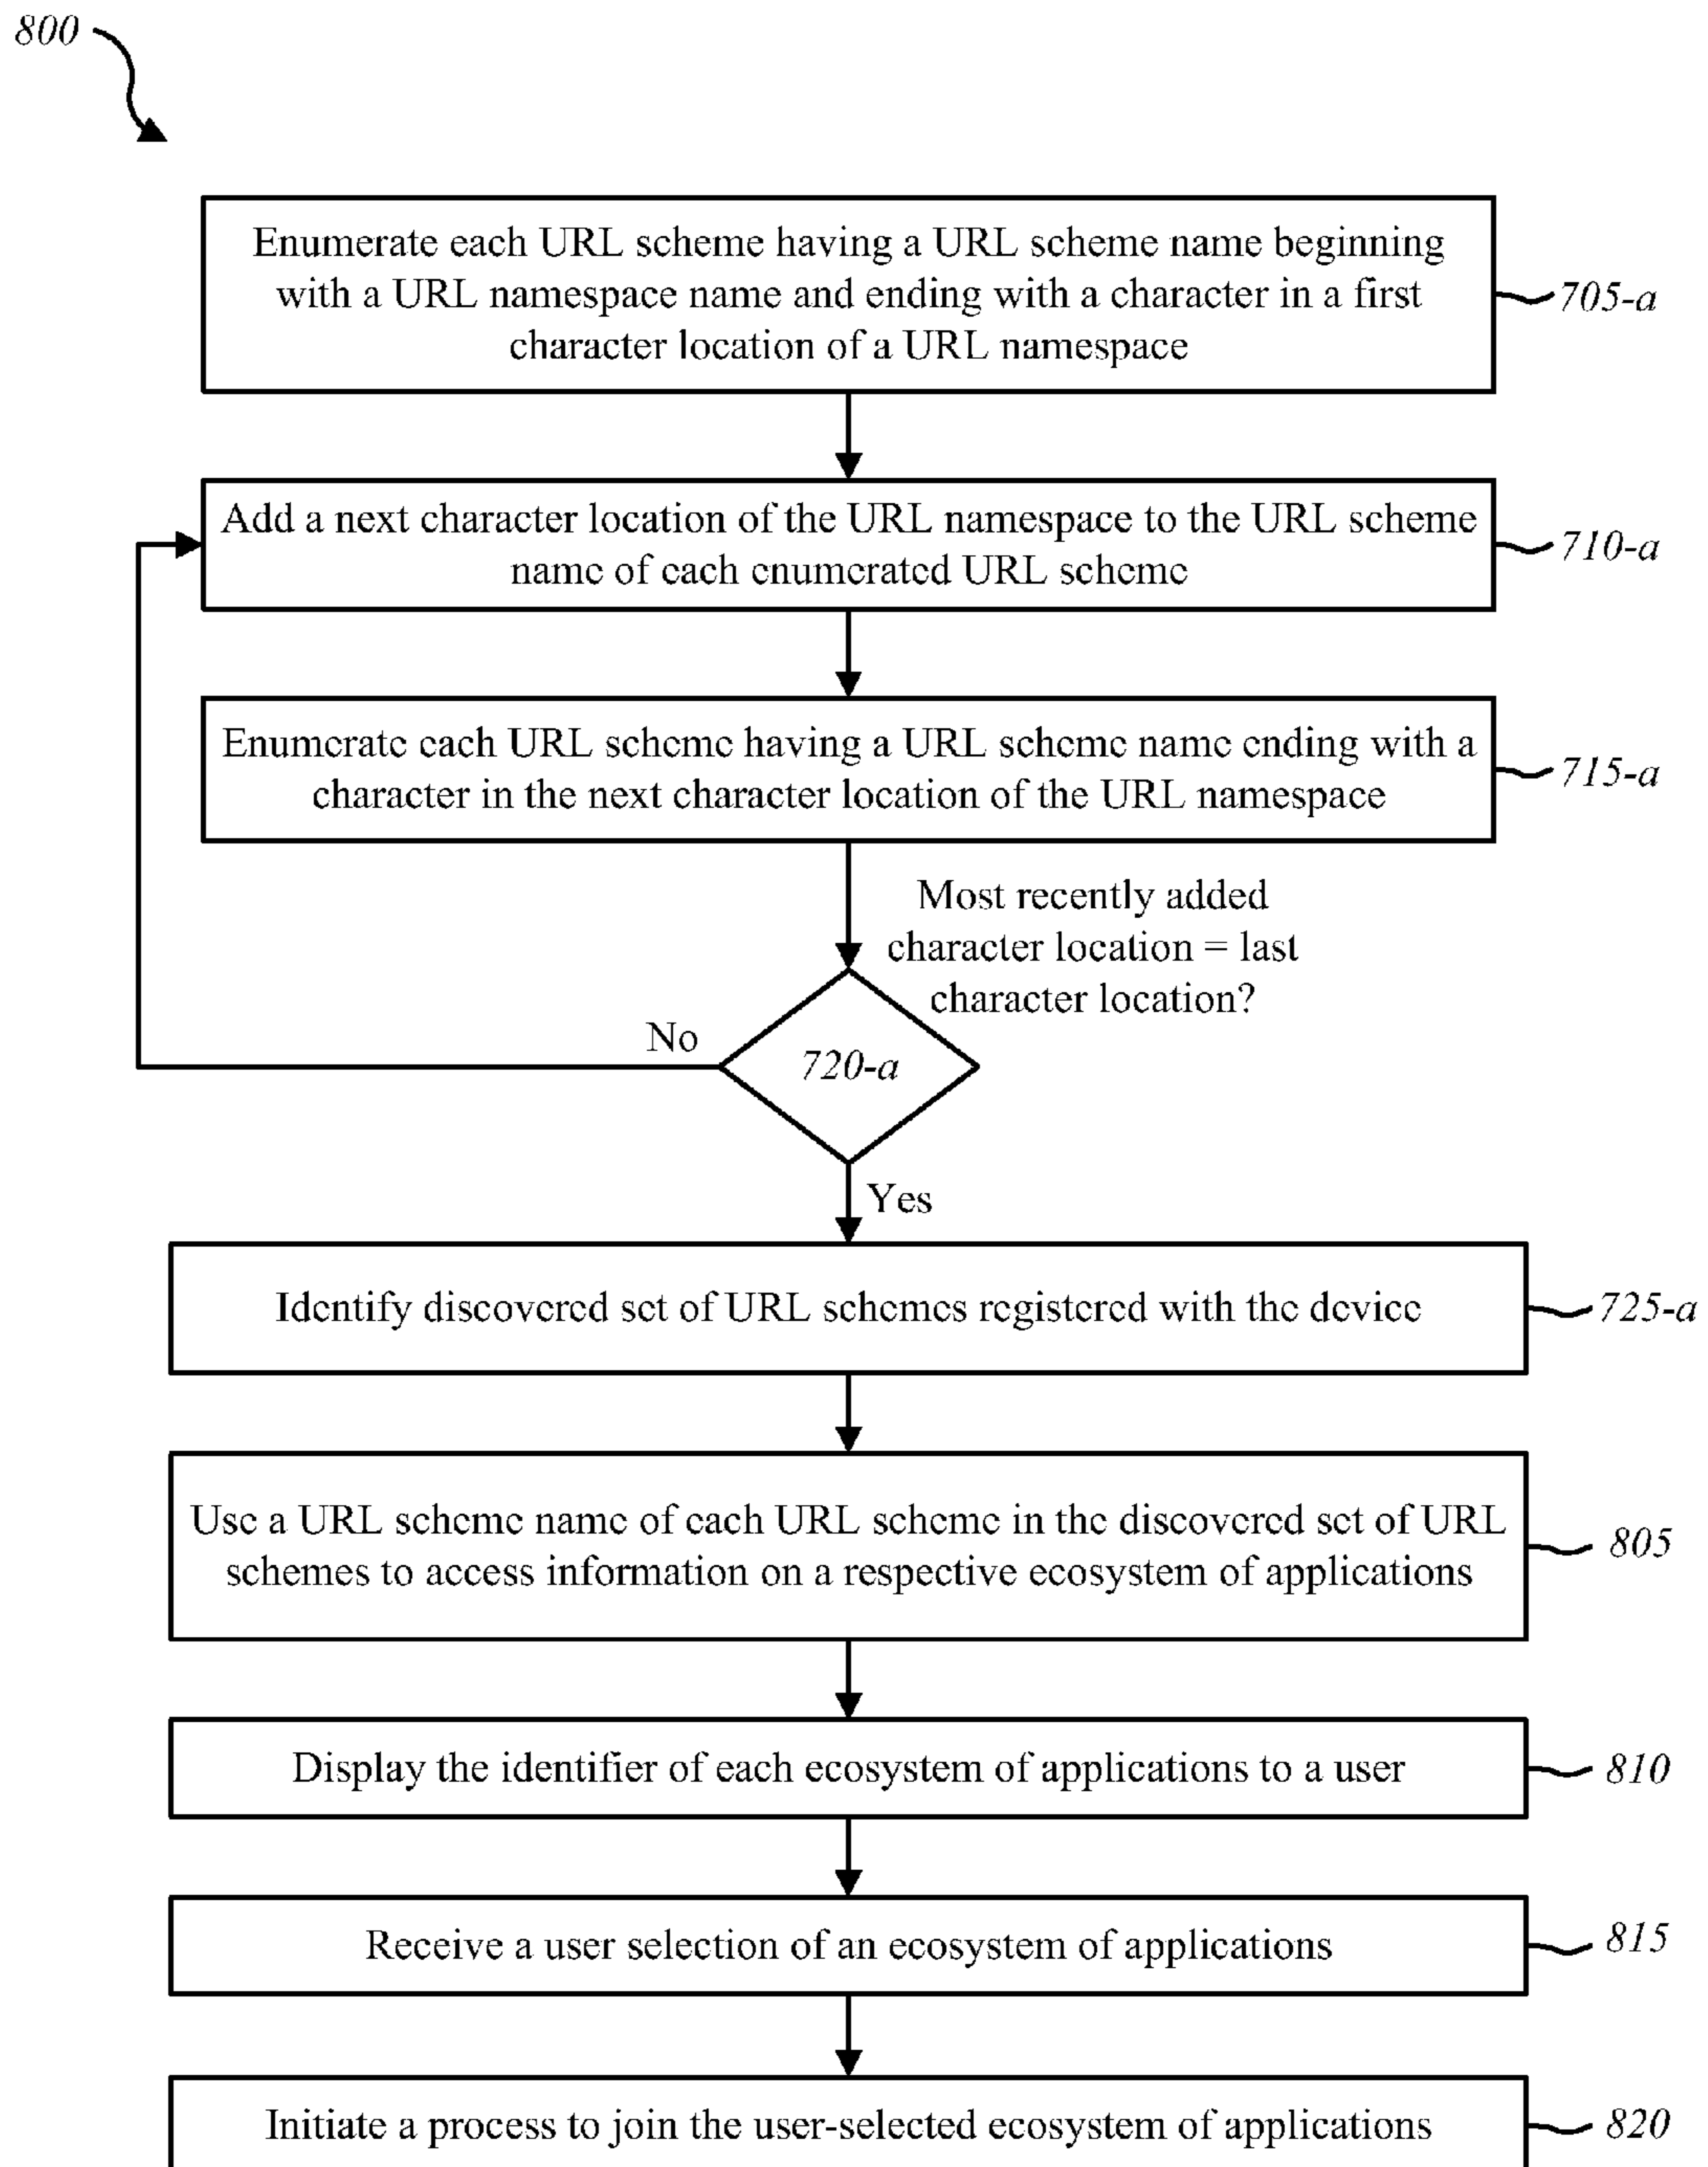 800
Enumerate each URL scheme having a URL scheme name beginning
with a URL namespace name and ending with a character in a first
character location of a URL namespace
705-a
Add a next character location of the URL namespace to the URL scheme
name of each enumerated URL scheme
710-a
Enumerate each URL scheme having a URL scheme name ending with a
character in the next character location of the URL namespace
715-a
Most recently added
character location = last
character location?
No
720-a
Yes
Identify discovered set of URL schemes registered with the device
725-a
Use a URL scheme name of each URL scheme in the discovered set of URL
schemes to access information on a respective ecosystem of applications
805
Display the identifier of each ecosystem of applications to a user
810
Receive a user selection of an ecosystem of applications
815
Initiate a process to join the user-selected ecosystem of applications
820